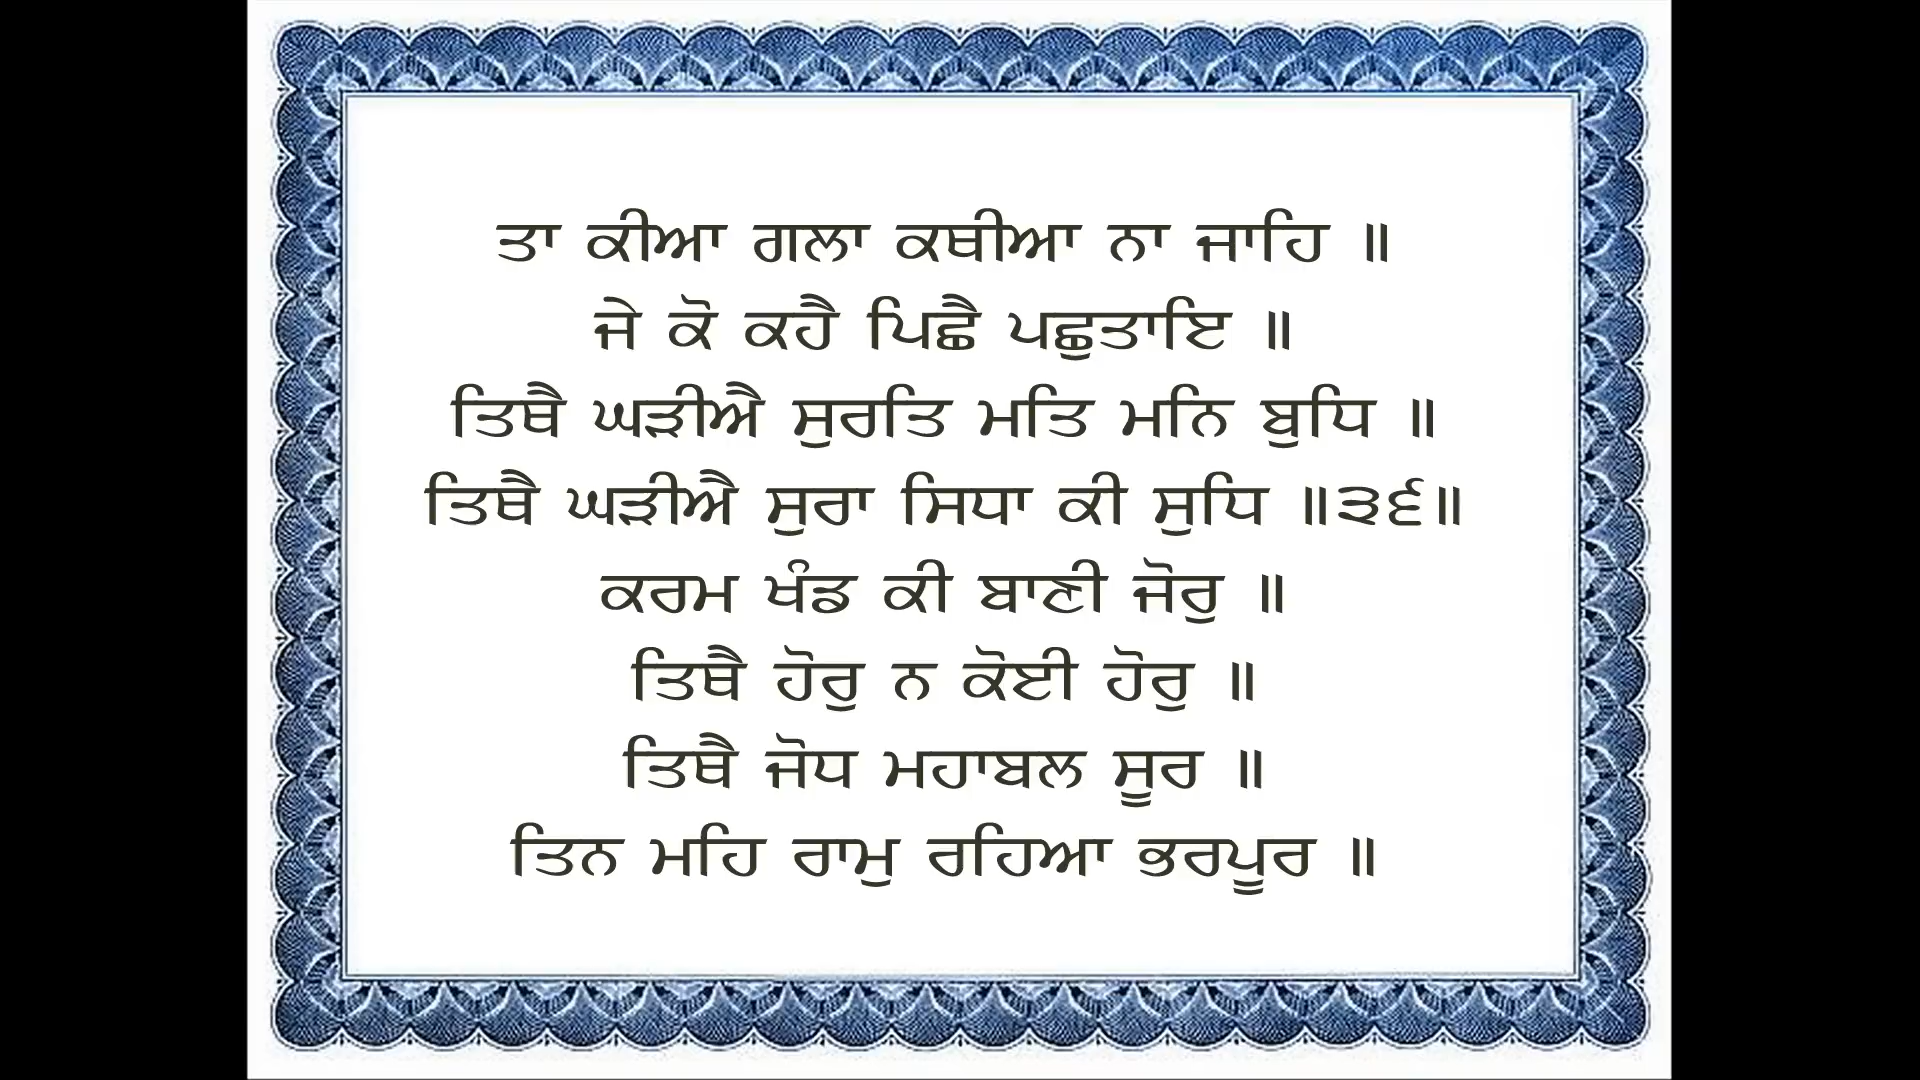 ਤਾ ਕੀਆ ਗਲਾ ਕਥੀਆ ਨਾ ਜਾਹਿ ॥
ਜੇ ਕੋ ਕਹੈ ਪਿਛੈ ਪਛੁਤਾਇ ॥
ਤਿਥੈ ਘੜੀਐ ਸੁਰਤਿ ਮਤਿ ਮਨਿ ਬੁਧਿ ॥
ਤਿਥੈ ਘੜੀਐ ਸੁਰਾ ਸਿਧਾ ਕੀ ਸੁਧਿ ॥੩੬॥
ਕਰਮ ਖੰਡ ਕੀ ਬਾਣੀ ਜੋਰੁ ॥
ਤਿਥੈ ਹੋਰੁ ਨ ਕੋਈ ਹੋਰੁ ॥
ਤਿਥੈ ਜੋਧ ਮਹਾਬਲ ਸੂਰ ॥
ਤਿਨ ਮਹਿ ਰਾਮੁ ਰਹਿਆ ਭਰਪੂਰ ॥